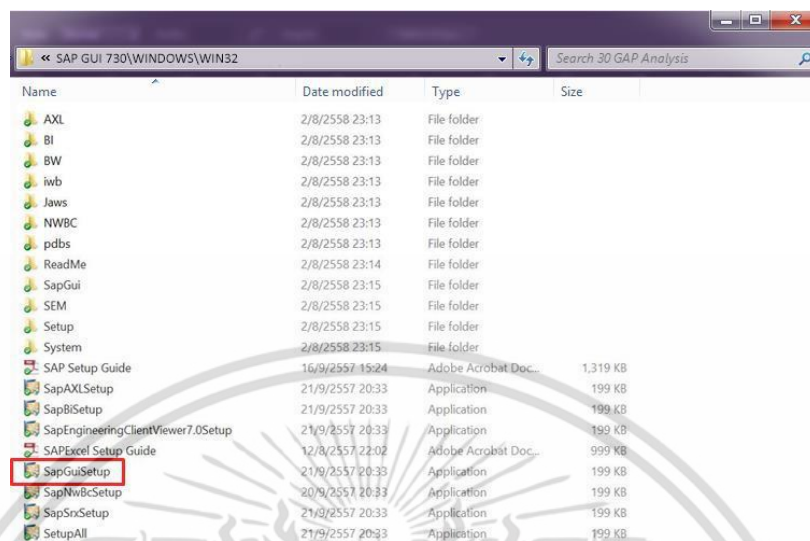 « SAP GUI 730\WINDOWS\WIN32 Search 30 GAP Analysis
Name Date modified Type Size
AXL 2/8/2558 23:13 File folder
BI 2/8/2558 23:13 File folder
BW 2/8/2558 23:13 File folder
iwb 2/8/2558 23:13 File folder
Jaws 2/8/2558 23:13 File folder
NWBC 2/8/2558 23:13 File folder
pdbs 2/8/2558 23:13 File folder
ReadMe 2/8/2558 23:14 File folder
SapGui 2/8/2558 23:15 File folder
SEM 2/8/2558 23:15 File folder
Setup 2/8/2558 23:15 File folder
System 2/8/2558 23:15 File folder
SAP Setup Guide 16/9/2557 15:24 Adobe Acrobat Doc... 1,319 KB
SapAXLSetup 21/9/2557 20:33 Application 199 KB
SapBiSetup 21/9/2557 20:33 Application 199 KB
SapEngineeringClientViewer7.0Setup 21/9/2557 20:33 Application 199 KB
SAPExcel Setup Guide 12/8/2557 22:02 Adobe Acrobat Doc... 999 KB
SapGuiSetup 21/9/2557 20:33 Application 199 KB
SapNwBcSetup 20/9/2557 20:33 Application 199 KB
SapSrxSetup 21/9/2557 20:33 Application 199 KB
SetupAll 21/9/2557 20:33 Application 199 KB